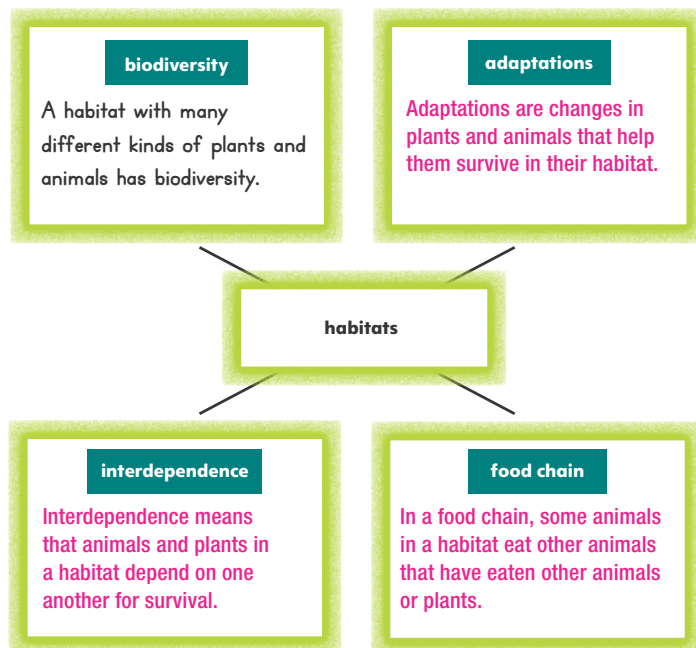 biodiversity
A habitat with many
different kinds of plants and
animals has biodiversity.
adaptations
Adaptations are changes in
plants and animals that help
them survive in their habitat.
habitats
interdependence
Interdependence means
that animals and plants in
a habitat depend on one
another for survival.
food chain
In a food chain, some animals
in a habitat eat other animals
that have eaten other animals
or plants.